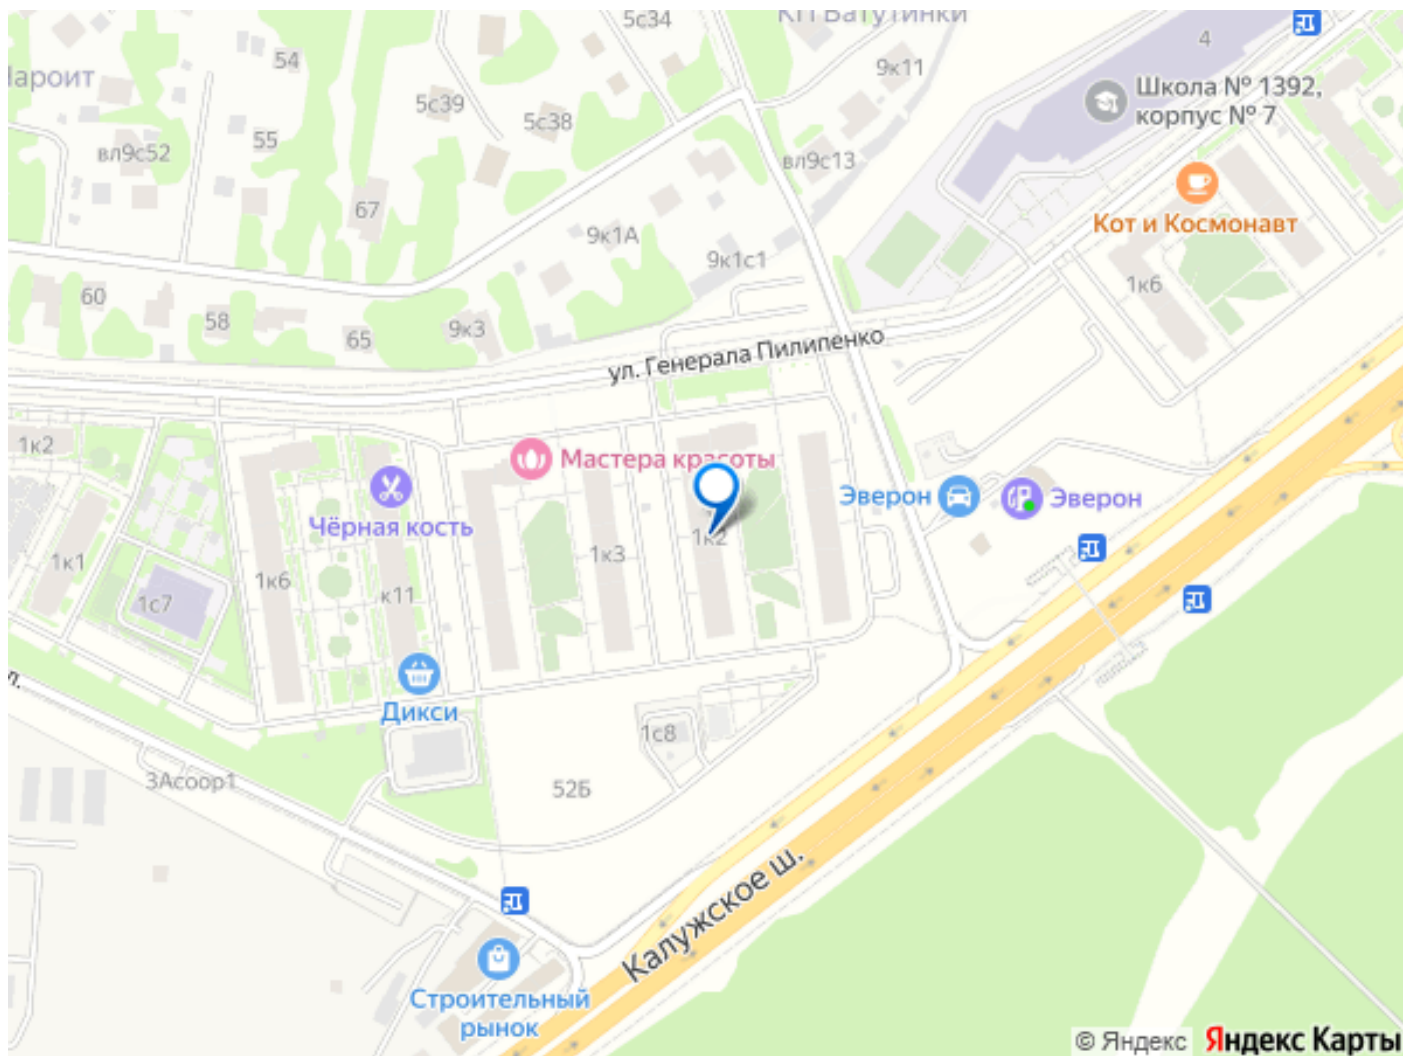 5с34
КП Ватутинки
4
54
Нароит
9к11
5с39
Школа № 1392,
корпус № 7
5с38
55
вл9с52
вл9с13
67
Кот и Космонавт
9к1А
9к1с1
1к6
60
58
65
9к3
ул. Генерала Пилипенко
1к2
Мастера красоты
Эверон
Эверон
Чёрная кость
1к2
1к3
1к1
1к6
к11
1с7
л.
Дикси
1с8
3Асоор1
52Б
Калужское ш.
Строительный
рынок
© Яндекс Яндекс Карты